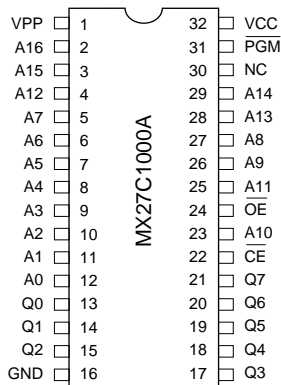 VPP 1 32 VCC
A16 2 31 PGM
A15 3 30 NC
A12 4 29 A14
A7 5 28 A13
A6 6 27 A8
A5 7 26 A9
A4 8 25 A11
A3 9 24 OE
A2 10 23 A10
A1 11 22 CE
A0 12 21 Q7
Q0 13 20 Q6
Q1 14 19 Q5
Q2 15 18 Q4
GND 16 17 Q3
MX27C1000A